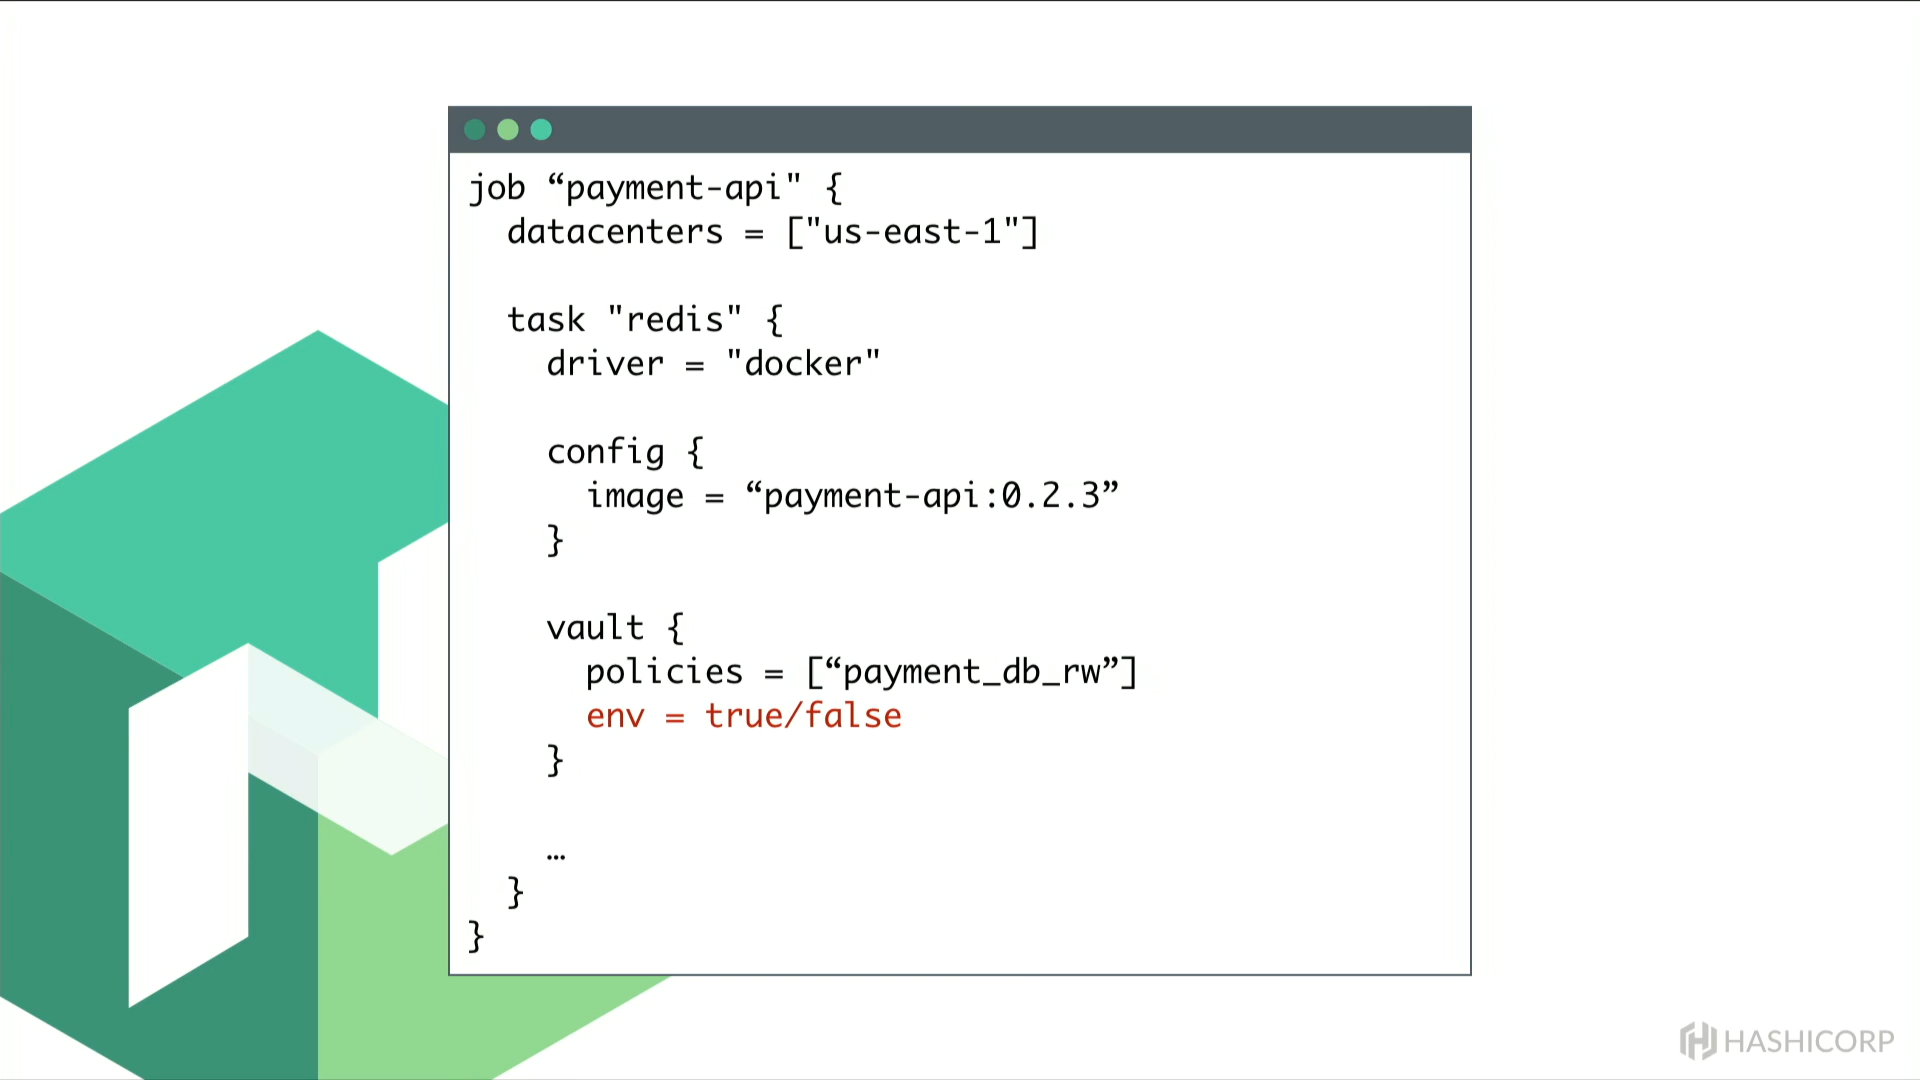 job “payment-api" {
datacenters = ["us-east-1"]
task "redis" {
driver = "docker"
config {
image = “payment-api:0.2.3”
}
vault {
policies = [“payment_db_rw”]
env = true/false
}
…
}
}
HASHICORP